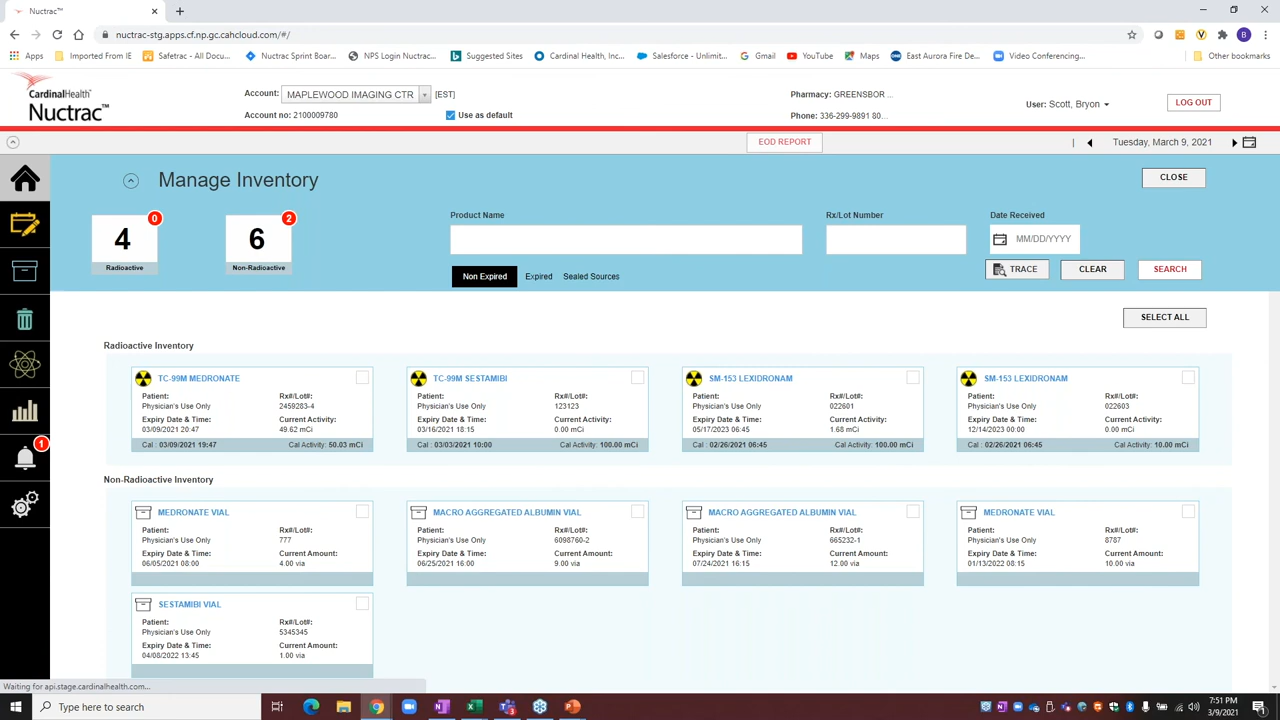 Nuctrac™
nuctrac-stg.apps.cf.np.gc.cahcloud.com/#/
B
Apps Imported From IE Safetrac - All Docu... Nuctrac Sprint Board... NPS Login Nuctrac... Suggested Sites Cardinal Health, Inc... Salesforce - Unlimit... Gmail YouTube Maps East Aurora Fire De... Video Conferencing... Other bookmarks
CardinalHealth™
Nuctrac™
Account: MAPLEWOOD IMAGING CTR [EST]
Account no: 2100009780 Use as default
Pharmacy: GREENSBOR ...
Phone: 336-299-9891 80...
User: Scott, Bryon
LOG OUT
EOD REPORT
Tuesday, March 9, 2021
Manage Inventory
CLOSE
4 0
Radioactive
6 2
Non-Radioactive
Product Name
Rx/Lot Number
Date Received
MM/DD/YYYY
Non Expired Expired Sealed Sources
TRACE CLEAR SEARCH
SELECT ALL
1
Radioactive Inventory
TC-99M MEDRONATE
Patient: Rx#/Lot#:
Physician's Use Only 2459283-4
Expiry Date & Time: Current Activity:
03/09/2021 20:47 49.62 mCi
Cal : 03/09/2021 19:47 Cal Activity: 50.03 mCi
TC-99M SESTAMIBI
Patient: Rx#/Lot#:
Physician's Use Only 123123
Expiry Date & Time: Current Activity:
03/16/2021 18:15 0.00 mCi
Cal : 03/03/2021 10:00 Cal Activity: 100.00 mCi
SM-153 LEXIDRONAM
Patient: Rx#/Lot#:
Physician's Use Only 022601
Expiry Date & Time: Current Activity:
05/17/2023 06:45 1.68 mCi
Cal : 02/26/2021 06:45 Cal Activity: 100.00 mCi
SM-153 LEXIDRONAM
Patient: Rx#/Lot#:
Physician's Use Only 022603
Expiry Date & Time: Current Activity:
12/14/2023 00:00 0.00 mCi
Cal : 02/26/2021 06:45 Cal Activity: 10.00 mCi
Non-Radioactive Inventory
MEDRONATE VIAL
Patient: Rx#/Lot#:
Physician's Use Only 777
Expiry Date & Time: Current Amount:
06/05/2021 08:00 4.00 via
MACRO AGGREGATED ALBUMIN VIAL
Patient: Rx#/Lot#:
Physician's Use Only 6098760-2
Expiry Date & Time: Current Amount:
06/25/2021 16:00 9.00 via
MACRO AGGREGATED ALBUMIN VIAL
Patient: Rx#/Lot#:
Physician's Use Only 665232-1
Expiry Date & Time: Current Amount:
07/24/2021 16:15 12.00 via
MEDRONATE VIAL
Patient: Rx#/Lot#:
Physician's Use Only 8787
Expiry Date & Time: Current Amount:
01/13/2022 08:15 10.00 via
SESTAMIBI VIAL
Patient: Rx#/Lot#:
Physician's Use Only 5345345
Expiry Date & Time: Current Amount:
04/08/2022 13:45 1.00 via
Waiting for api.stage.cardinalhealth.com...
Type here to search
7:51 PM
3/9/2021